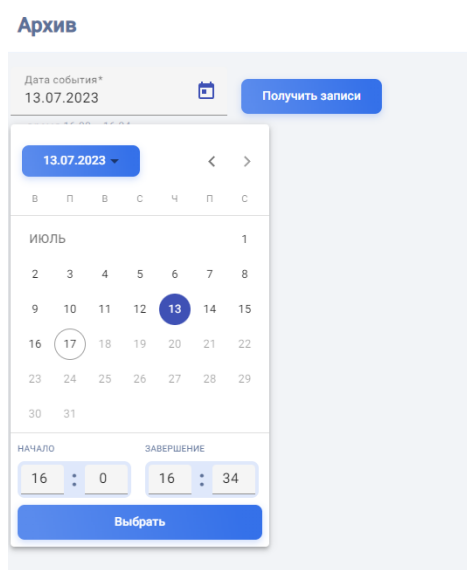 Архив
Дата события*
13.07.2023
Получить записи
13.07.2023
В П В С Ч П С
ИЮЛЬ 1
2 3 4 5 6 7 8
9 10 11 12 13 14 15
16 17 18 19 20 21 22
23 24 25 26 27 28 29
30 31
НАЧАЛО ЗАВЕРШЕНИЕ
16 : 0 16 : 34
Выбрать